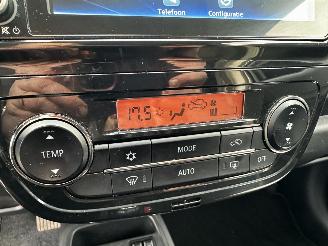 Telefoon Configuratie
17.5
TEMP MODE
AUTO OFF